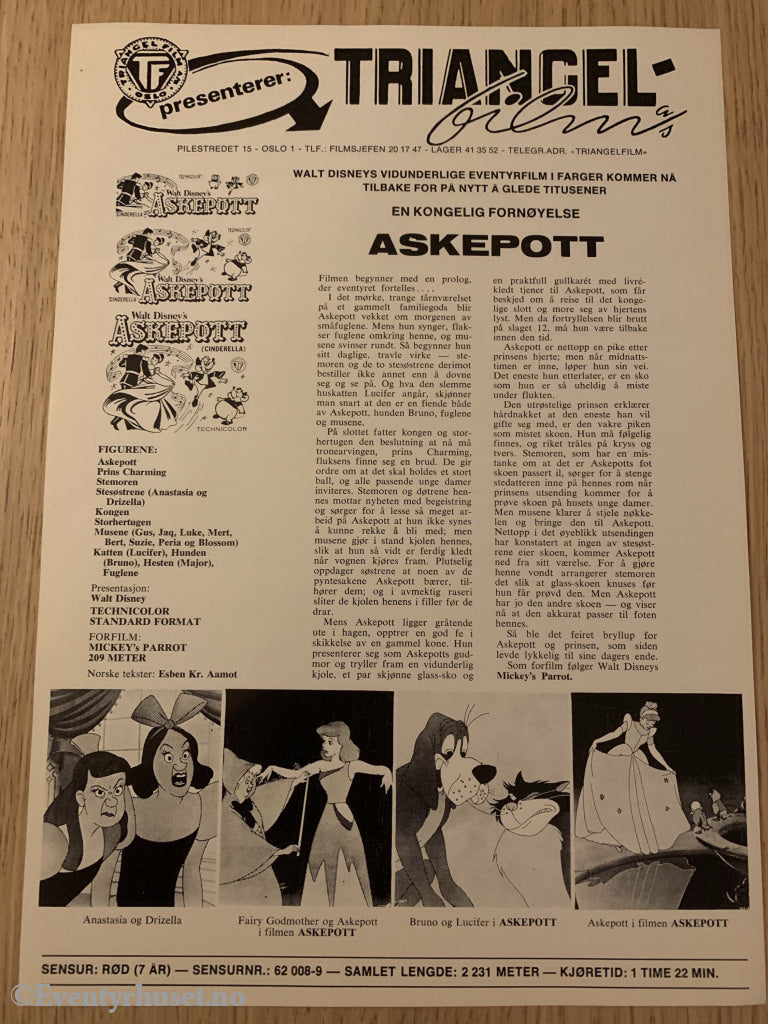 TRIANGEL FILM A/S
OSLO
TF
presenterer:
TRIANGEL-
film a/s
PILESTREDET 15 - OSLO 1 - TLF.: FILMSJEFEN 20 17 47 - LAGER 41 35 52 - TELEGR.ADR. «TRIANGELFILM»
WALT DISNEYS VIDUNDERLIGE EVENTYRFILM I FARGER KOMMER NÅ
TILBAKE FOR PÅ NYTT Å GLEDE TITUSENER
EN KONGELIG FORNØYELSE
ASKEPOTT
TECHNICOLOR
Walt Disney's
(CINDERELLA)
ASKEPOTT
TECHNICOLOR
Walt Disney's
(CINDERELLA)
ASKEPOTT
Walt Disney's
ASKEPOTT
(CINDERELLA)
TECHNICOLOR
FIGURENE:
Askepott
Prins Charming
Stemoren
Stesøstrene (Anastasia og
Drizella)
Kongen
Storhertugen
Musene (Gus, Jaq, Luke, Mert,
Bert, Suzie, Perla og Blossom)
Katten (Lucifer), Hunden
(Bruno), Hesten (Major),
Fuglene
Presentasjon:
Walt Disney
TECHNICOLOR
STANDARD FORMAT
FORFILM:
MICKEY's PARROT
209 METER
Norske tekster: Esben Kr. Aamot
Filmen begynner med en prolog,
der eventyret fortelles....
I det mørke, trange tårnværelset
på et gammelt familiegods blir
Askepott vekket om morgenen av
småfuglene. Mens hun synger, flak-
ser fuglene omkring henne, og mu-
sene svinser rundt. Så begynner hun
sitt daglige, travle virke — ste-
moren og de to stesøstrene derimot
bestiller ikke annet enn å dovne
seg og se på. Og hva den slemme
huskatten Lucifer angår, skjønner
man snart at den er en fiende både
av Askepott, hunden Bruno, fuglene
og musene.
På slottet fatter kongen og stor-
hertugen den beslutning at nå må
tronearvingen, prins Charming,
fluksens finne seg en brud. De gir
ordre om at det skal holdes et stort
ball, og alle passende unge damer
inviteres. Stemoren og døtrene hen-
nes mottar nyheten med begeistring
og sørger for å lesse så meget ar-
beid på Askepott at hun ikke synes
å kunne rekke å bli med; men
musene gjør i stand kjolen hennes,
slik at hun så vidt er ferdig kledt
når vognen kjøres fram. Plutselig
oppdager søstrene at noen av de
pyntesakene Askepott bærer, til-
hører dem; og i avmektig raseri
sliter de kjolen henens i filler før de
drar.
Mens Askepott ligger gråtende
ute i hagen, opptrer en god fe i
skikkelse av en gammel kone. Hun
presenterer seg som Askepotts gud-
mor og tryller fram en vidunderlig
kjole, et par skjønne glass-sko og
en praktfull gullkarét med livré-
kledt tjener til Askepott, som får
beskjed om å reise til det konge-
lige slott og more seg av hjertens
lyst. Men da fortryllelsen blir brutt
på slaget 12, må hun være tilbake
innen den tid.
Askepott er nettopp en pike etter
prinsens hjerte; men når midnatts-
timen er inne, løper hun sin vei.
Det eneste hun etterlater, er en sko
som hun er så uheldig å miste
under flukten.
Den utrøstelige prinsen erklærer
hårdnakket at den eneste han vil
gifte seg med, er den vakre piken
som mistet skoen. Hun må følgelig
finnes, og riket tråles på kryss og
tvers. Stemoren, som har en mis-
tanke om at det er Askepotts fot
skoen passert il, sørger for å stenge
stedatteren inne på hennes rom når
prinsens utsending kommer for å
prøve skoen på husets unge damer.
Men musene klarer å stjele nøkke-
len og bringe den til Askepott.
Nettopp i det øyeblikk utsendingen
har konstatert at ingen av stesøst-
rene eier skoen, kommer Askepott
ned fra sitt værelse. For å gjøre
henne vondt arrangerer stemoren
det slik at glass-skoen knuses før
hun får prøvd den. Men Askepott
har jo den andre skoen — og viser
nå at den akkurat passer til foten
hennes.
Så ble det feiret bryllup for
Askepott og prinsen, som siden
levde lykkelig til sine dagers ende.
Som forfilm følger Walt Disneys
Mickey's Parrot.
Anastasia og Drizella
Fairy Godmother og Askepott
i filmen ASKEPOTT
Bruno og Lucifer i ASKEPOTT
Askepott i filmen ASKEPOTT
SENSUR: RØD (7 ÅR) — SENSURNR.: 62 008-9 — SAMLET LENGDE: 2 231 METER — KJØRETID: 1 TIME 22 MIN.
©Eventyrhuset.no